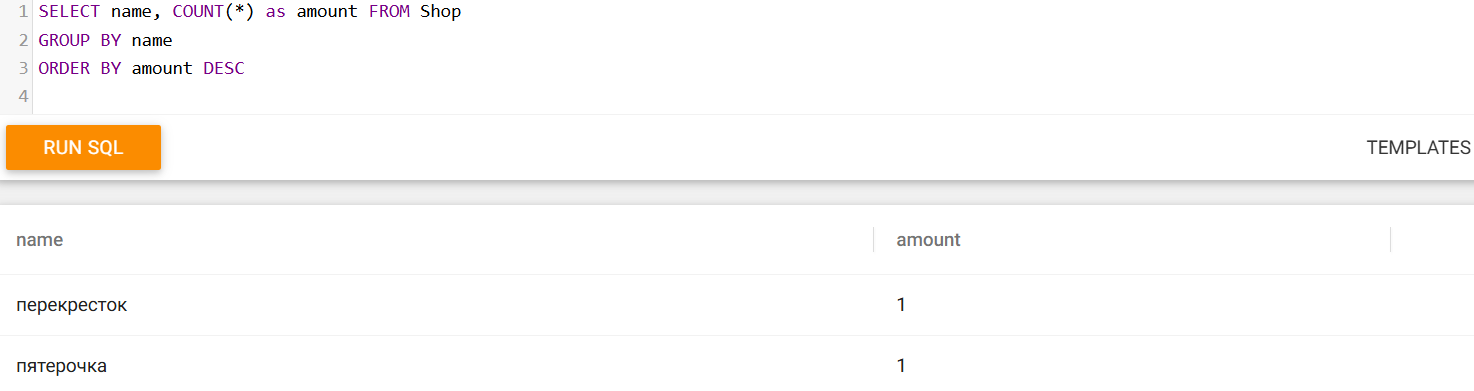 1 SELECT name, COUNT(*) as amount FROM Shop
2 GROUP BY name
3 ORDER BY amount DESC
4
RUN SQL TEMPLATES
name amount
перекресток 1
пятерочка 1